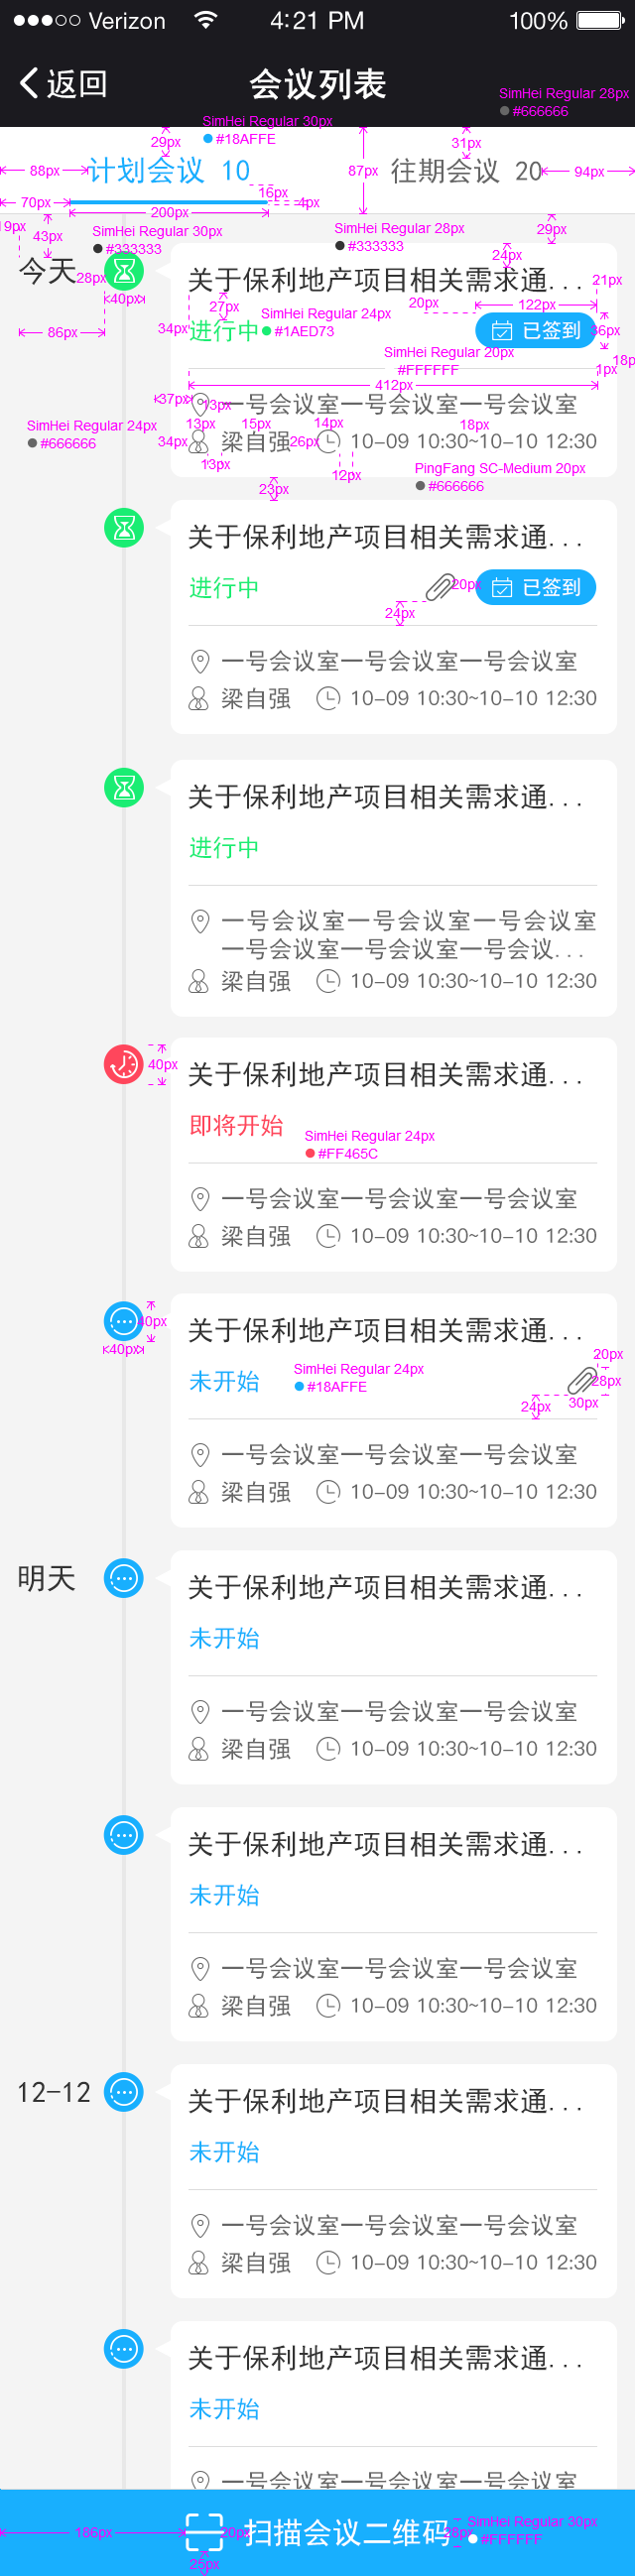 Verizon 4:21 PM 100%
返回 会议列表
SimHei Regular 28px
#666666
SimHei Regular 30px
#18AFFE
29px 31px
88px 计划会议 10 87px 往期会议 20 94px
16px
70px 200px 4px
19px 43px SimHei Regular 30px SimHei Regular 28px 29px
#333333 #333333
24px
今天 28px 关于保利地产项目相关需求通... 21px
40px 27px 20px 122px
86px 34px 进行中 SimHei Regular 24px 已签到 36px
#1AED73
SimHei Regular 20px 18px
#FFFFFF 1px
412px
37px 13px 一号会议室一号会议室一号会议室
SimHei Regular 24px 13px 15px 14px 18px
#666666 34px 梁自强 26px 10-09 10:30~10-10 12:30
13px 12px PingFang SC-Medium 20px
23px #666666
关于保利地产项目相关需求通...
进行中 20px 已签到
24px
一号会议室一号会议室一号会议室
梁自强 10-09 10:30~10-10 12:30
关于保利地产项目相关需求通...
进行中
一号会议室一号会议室一号会议室
一号会议室一号会议室一号会议...
梁自强 10-09 10:30~10-10 12:30
40px 关于保利地产项目相关需求通...
即将开始 SimHei Regular 24px
#FF465C
一号会议室一号会议室一号会议室
梁自强 10-09 10:30~10-10 12:30
40px 关于保利地产项目相关需求通...
40px 20px
未开始 SimHei Regular 24px 28px
#18AFFE
24px 30px
一号会议室一号会议室一号会议室
梁自强 10-09 10:30~10-10 12:30
明天 关于保利地产项目相关需求通...
未开始
一号会议室一号会议室一号会议室
梁自强 10-09 10:30~10-10 12:30
关于保利地产项目相关需求通...
未开始
一号会议室一号会议室一号会议室
梁自强 10-09 10:30~10-10 12:30
12-12 关于保利地产项目相关需求通...
未开始
一号会议室一号会议室一号会议室
梁自强 10-09 10:30~10-10 12:30
关于保利地产项目相关需求通...
未开始
一号会议室一号会议室一号会议室
186px 20px 扫描会议二维码 28px SimHei Regular 30px
#FFFFFF
25px